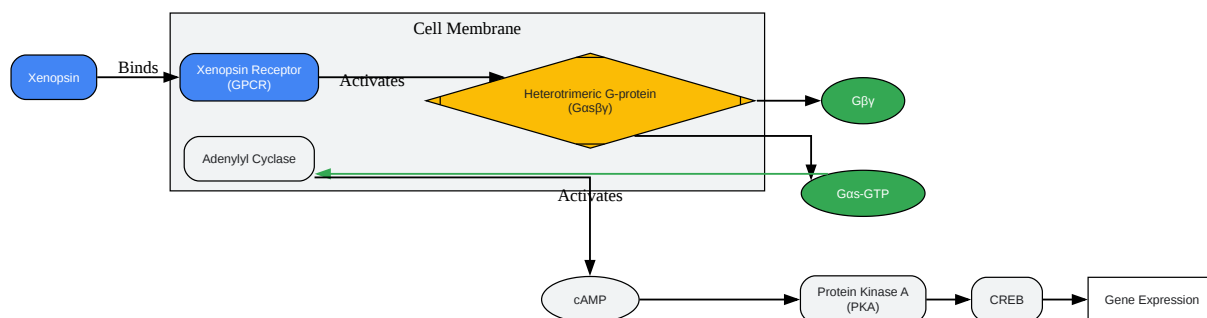 Cell Membrane
Xenopsin
Binds
Xenopsin Receptor
(GPCR)
Activates
Heterotrimeric G-protein
(Gαsβγ)
Gβγ
Adenylyl Cyclase
Activates
Gαs-GTP
cAMP
Protein Kinase A
(PKA)
CREB
Gene Expression